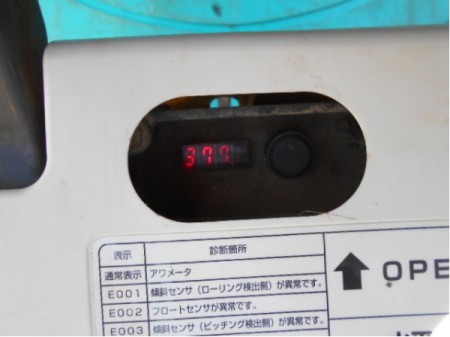 377.
表示 診断箇所
通常表示 アワメータ
E001 傾斜センサ（ローリング検出側）が異常です。
E002 フロートセンサが異常です。
E003 傾斜センサ（ピッチング検出側）が異常です。
OPE